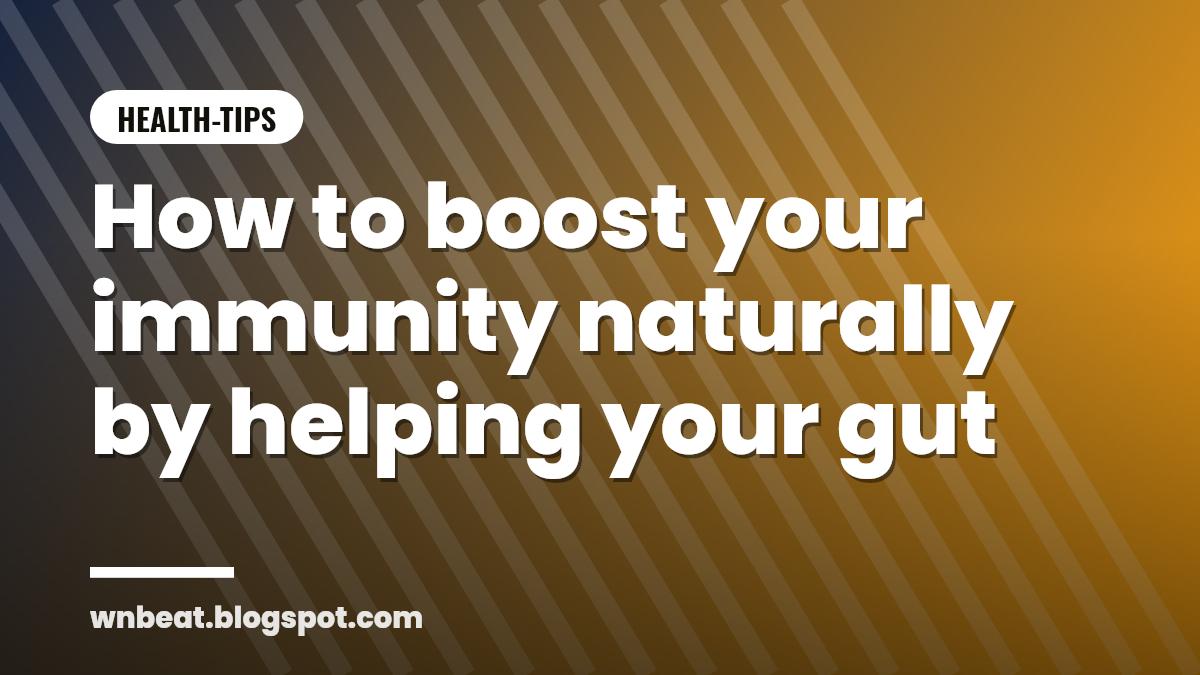 HEALTH-TIPS
How to boost your
immunity naturally
by helping your gut
wnbeat.blogspot.com